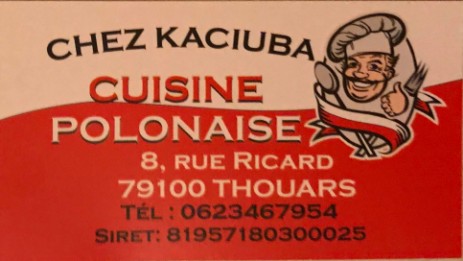 CHEZ KACIUBA
CUISINE
POLONAISE
8, RUE RICARD
79100 THOUARS
TÉL : 0623467954
SIRET: 81957180300025